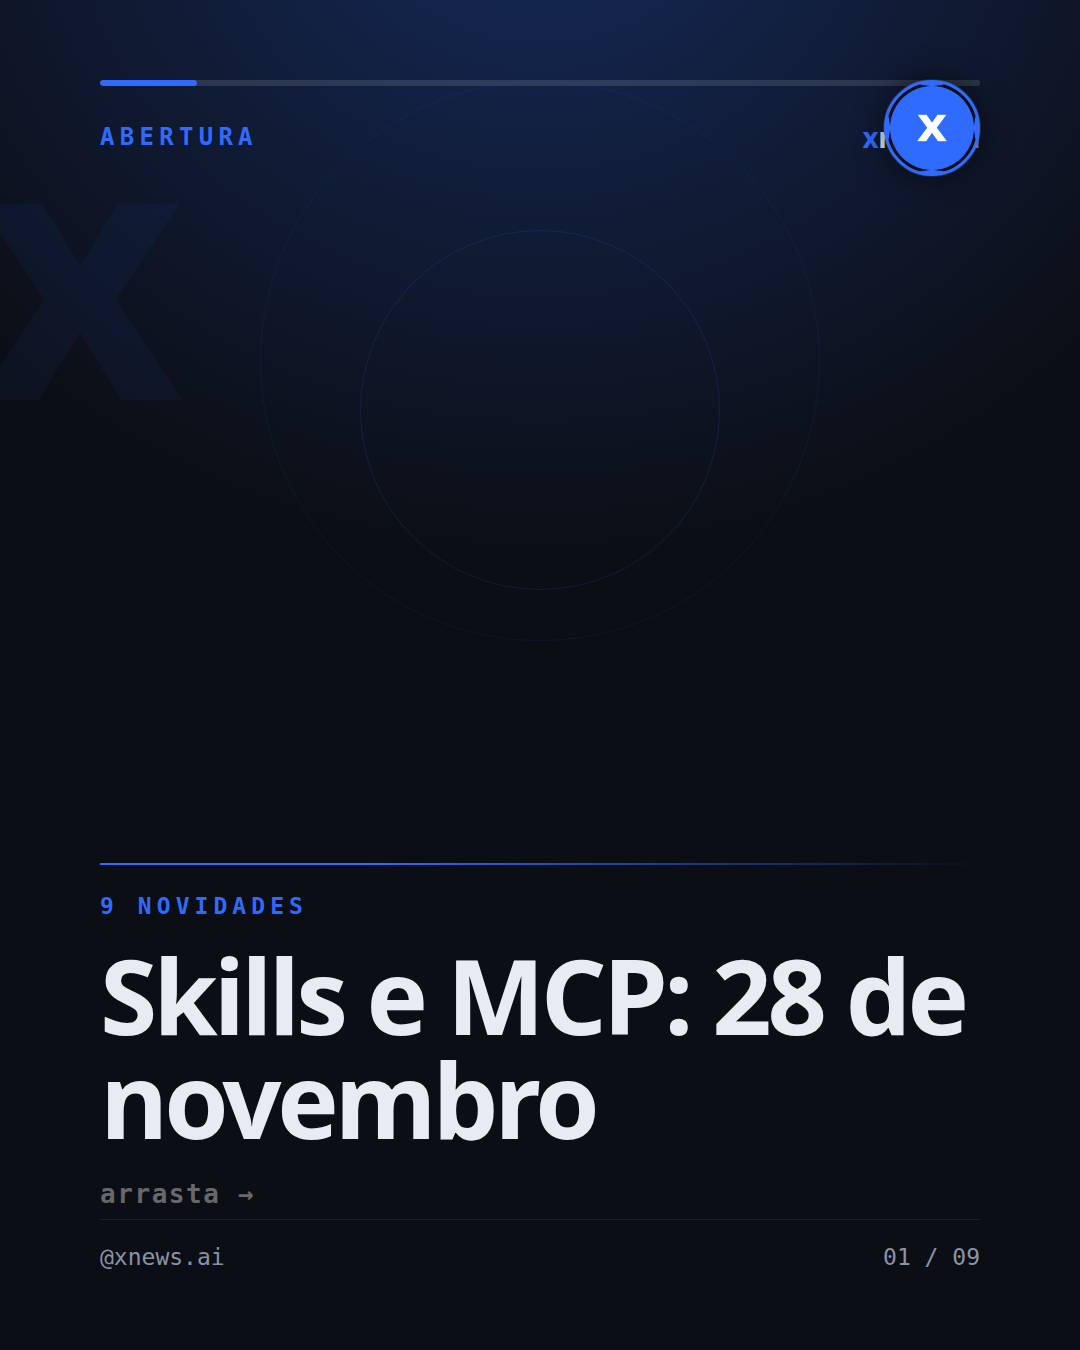 ABERTURA
x
9 NOVIDADES
Skills e MCP: 28 de
novembro
arrasta →
@xnews.ai
01 / 09